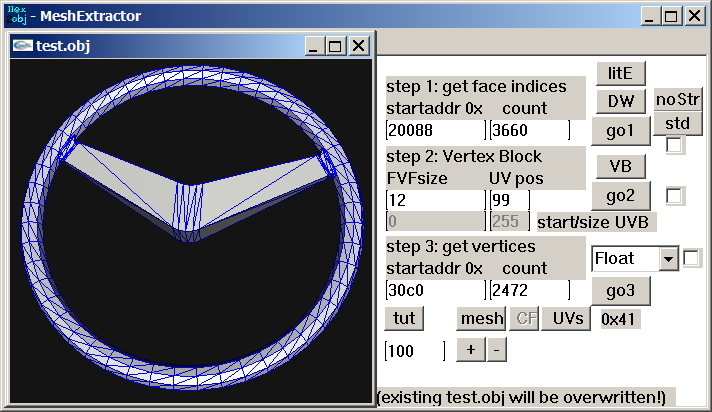 Hex
obj - MeshExtractor
test.obj
step 1: get face indices
startaddr 0x count
20088 3660
litE
DW
go1
noStr
std
step 2: Vertex Block
FVFsize UV pos
12 99
0 255 start/size UVB
VB
go2
step 3: get vertices
startaddr 0x count
30c0 2472
Float
go3
tut mesh CF UVs 0x41
100 + -
(existing test.obj will be overwritten!)